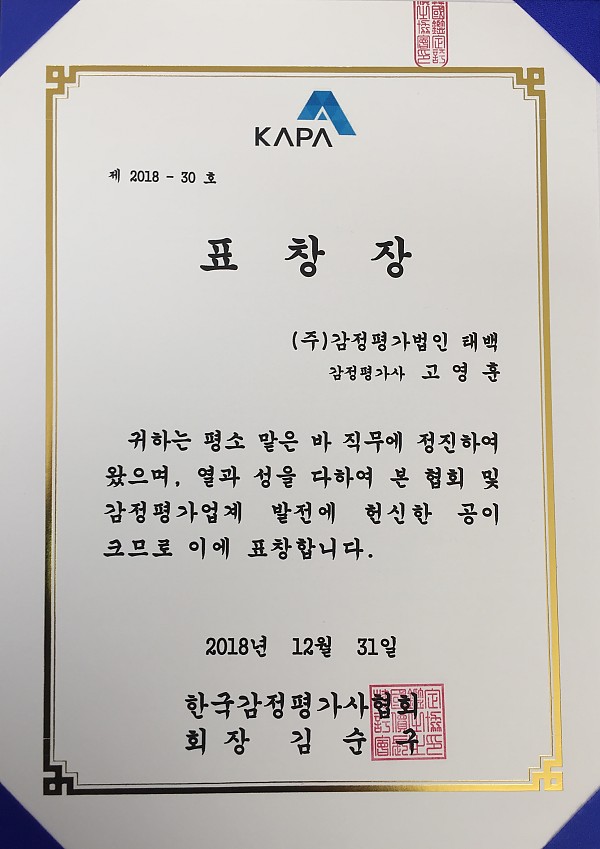 KAPA
제 2018 - 30 호
표 창 장
(주)감정평가법인 태백
감정평가사 고 영 훈
귀하는 평소 맡은 바 직무에 정진하여
왔으며, 열과 성을 다하여 본 협회 및
감정평가업계 발전에 헌신한 공이
크므로 이에 표창합니다.
2018년 12월 31일
한국감정평가사협회
회 장 김 순 구